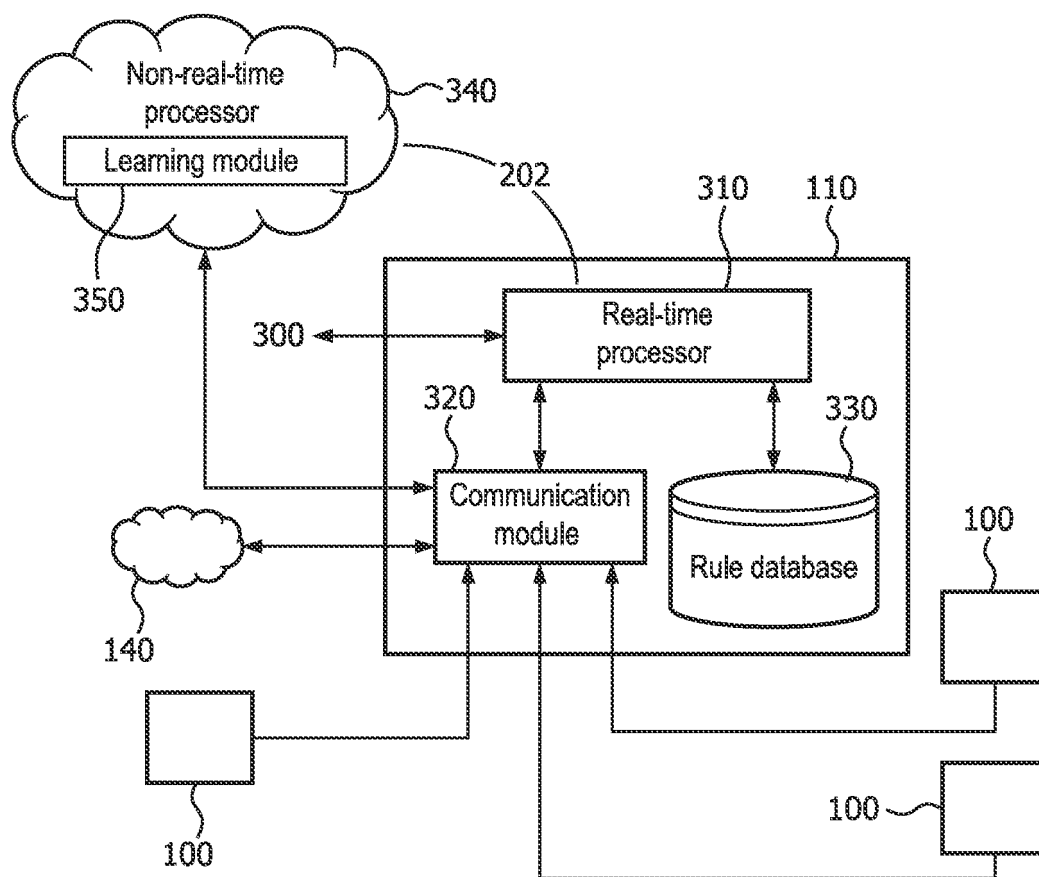 Non-real-time
processor
340
Learning module
202
310
110
350
300
Real-time
processor
320
330
Communication
module
Rule database
100
140
100
100